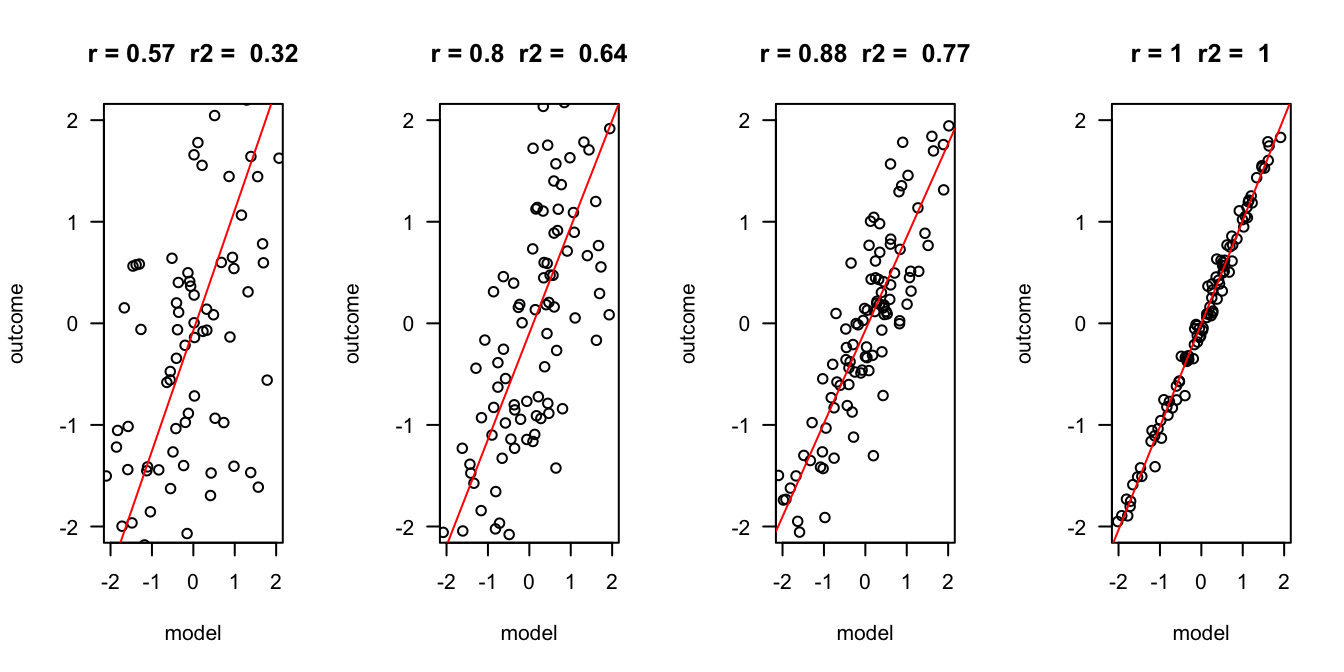 r = 0.57 r2 = 0.32
2
1
0
-1
-2
outcome
-2 -1 0 1 2
model
r = 0.8 r2 = 0.64
2
1
0
-1
-2
outcome
-2 -1 0 1 2
model
r = 0.88 r2 = 0.77
2
1
0
-1
-2
outcome
-2 -1 0 1 2
model
r = 1 r2 = 1
2
1
0
-1
-2
outcome
-2 -1 0 1 2
model